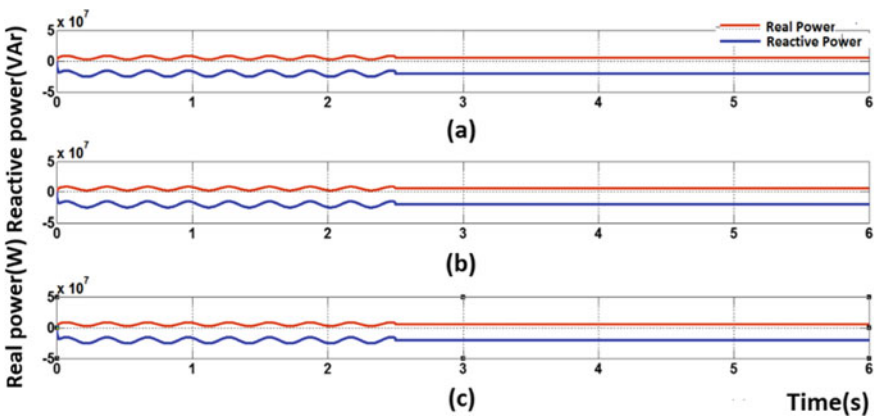 Real power(W) Reactive power(VAr)
x 10^7
5
0
-5
Real Power
Reactive Power
0 1 2 3 4 5 6
(a)
x 10^7
5
0
-5
0 1 2 3 4 5 6
(b)
x 10^7
5
0
-5
0 1 2 3 4 5 6
(c)
Time(s)